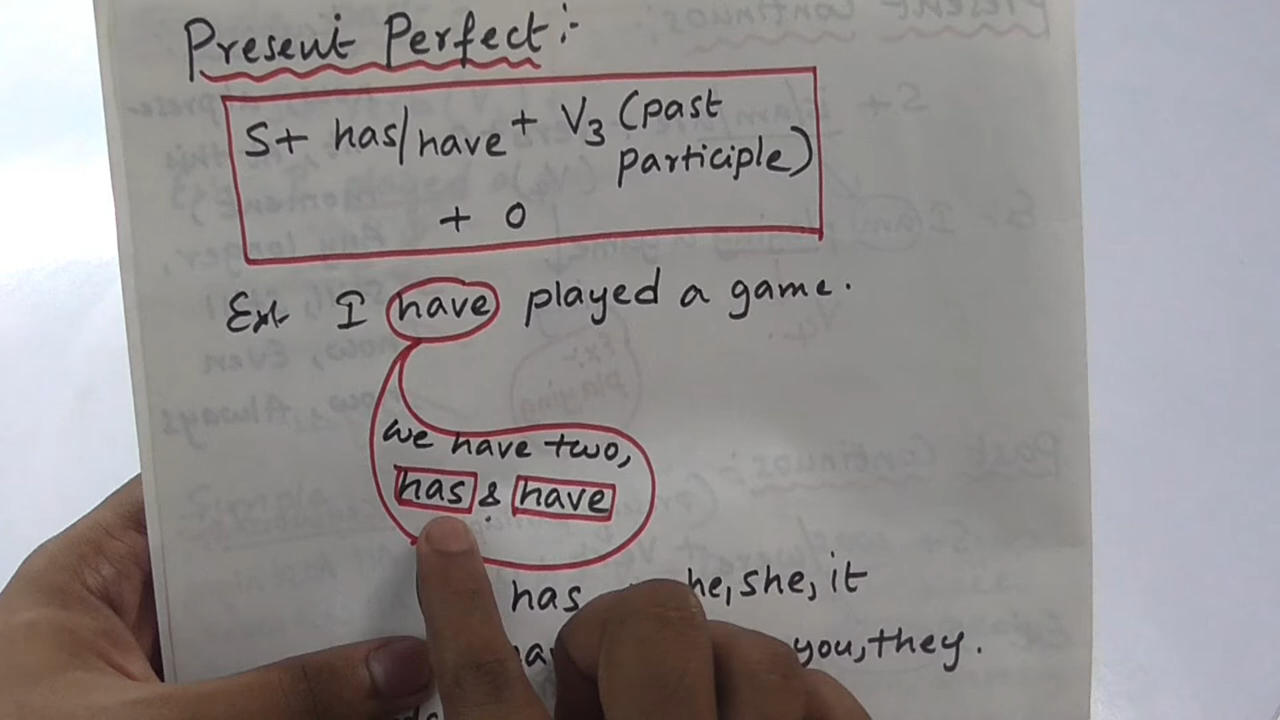 Present Perfect:-
S+ has/have + V3 (past
participle)
+ O
Ex:- I have played a game.
we have two,
has & have
has he, she, it
you, they.